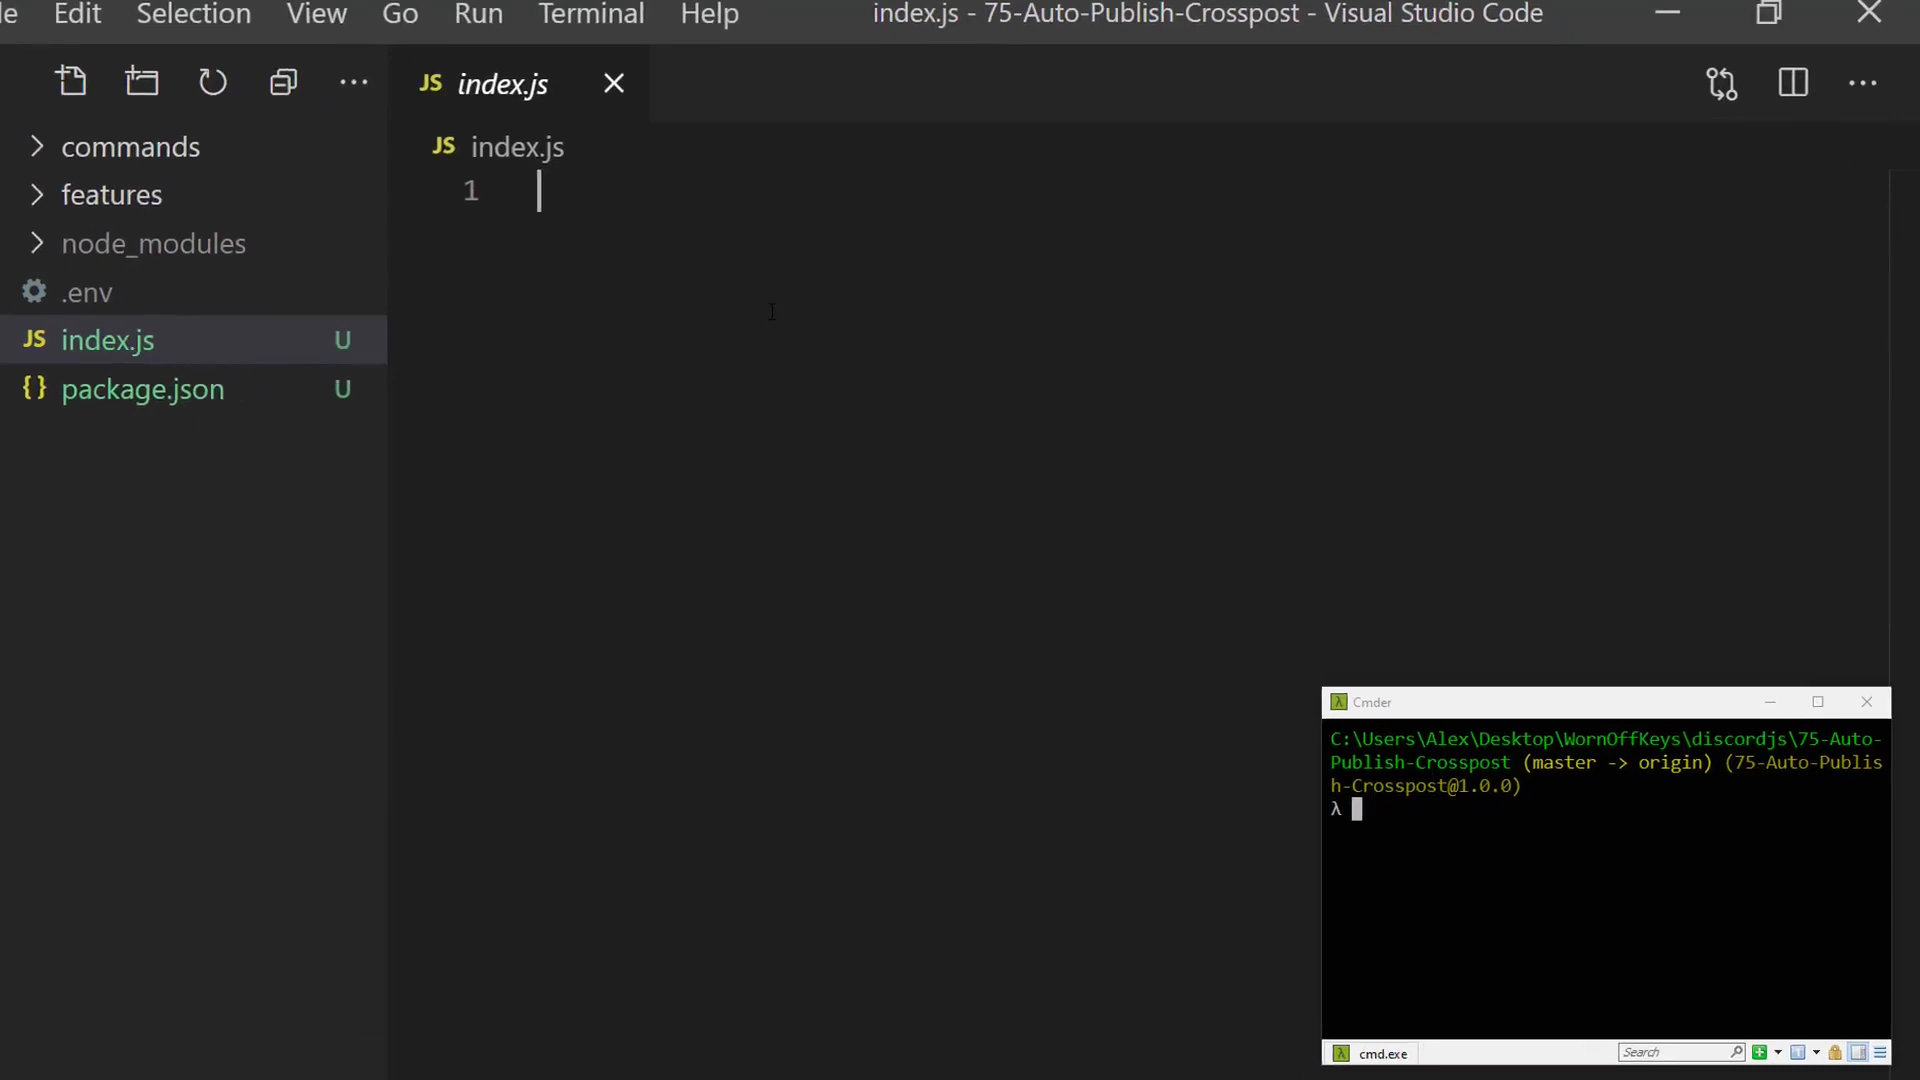 le Edit Selection View Go Run Terminal Help index.js - 75-Auto-Publish-Crosspost - Visual Studio Code
JS index.js
commands
JS index.js
1
features
node_modules
.env
JS index.js U
{} package.json U
λ Cmder
C:\Users\Alex\Desktop\WornOffKeys\discordjs\75-Auto-
Publish-Crosspost (master -> origin) (75-Auto-Publis
h-Crosspost@1.0.0)
λ
λ cmd.exe Search